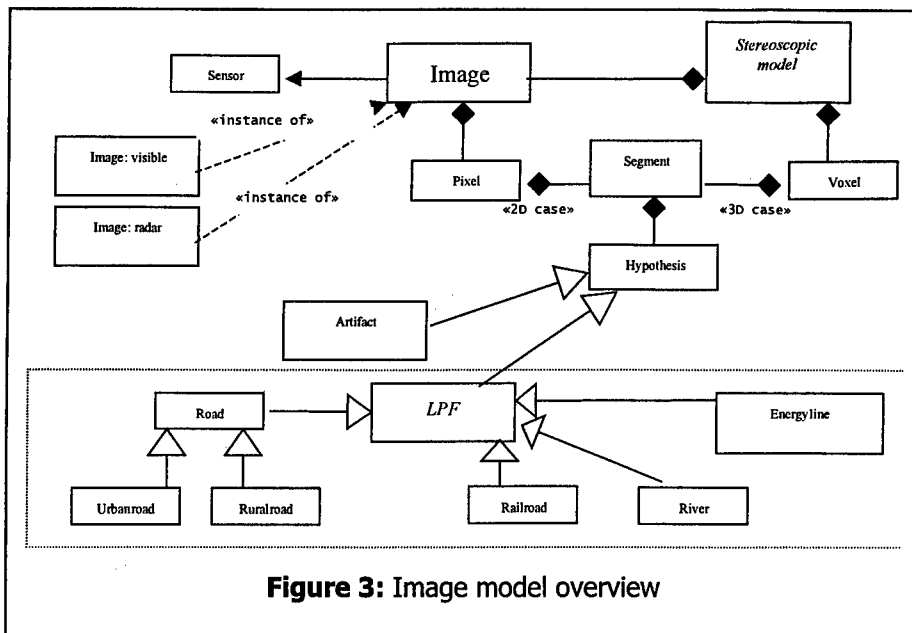 Stereoscopic
model
Image
Sensor
«instance of»
Image: visible
Segment
Pixel
Voxel
«2D case»
«3D case»
«instance of»
Image: radar
Hypothesis
Artifact
LPF
Road
Energyline
Urbanroad
Ruralroad
Railroad
River
Figure 3: Image model overview